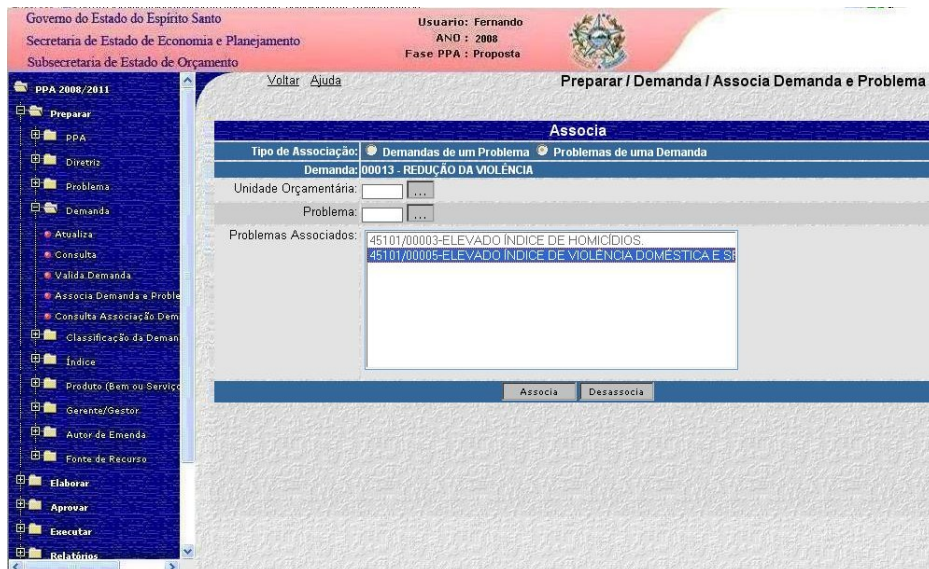 Governo do Estado do Espírito Santo
Secretaria de Estado de Economia e Planejamento
Subsecretaria de Estado de Orçamento
Usuario: Fernando
ANO : 2008
Fase PPA : Proposta
Voltar Ajuda
Preparar / Demanda / Associa Demanda e Problema
PPA 2008/2011
Preparar
PPA
Diretriz
Problema
Demanda
Atualiza
Consulta
Valida Demanda
Associa Demanda e Proble
Consulta Associação Dem
Classificação da Deman
Índice
Produto (Bem ou Serviço
Gerente/Gestor
Autor de Emenda
Fonte de Recurso
Elaborar
Aprovar
Executar
Relatórios
Associa
Tipo de Associação: Demandas de um Problema Problemas de uma Demanda
Demanda: 00013 - REDUÇÃO DA VIOLÊNCIA
Unidade Orçamentária: ...
Problema: ...
Problemas Associados:
45101/00003-ELEVADO ÍNDICE DE HOMICÍDIOS.
45101/00005-ELEVADO ÍNDICE DE VIOLÊNCIA DOMÉSTICA E SE
Associa Desassocia